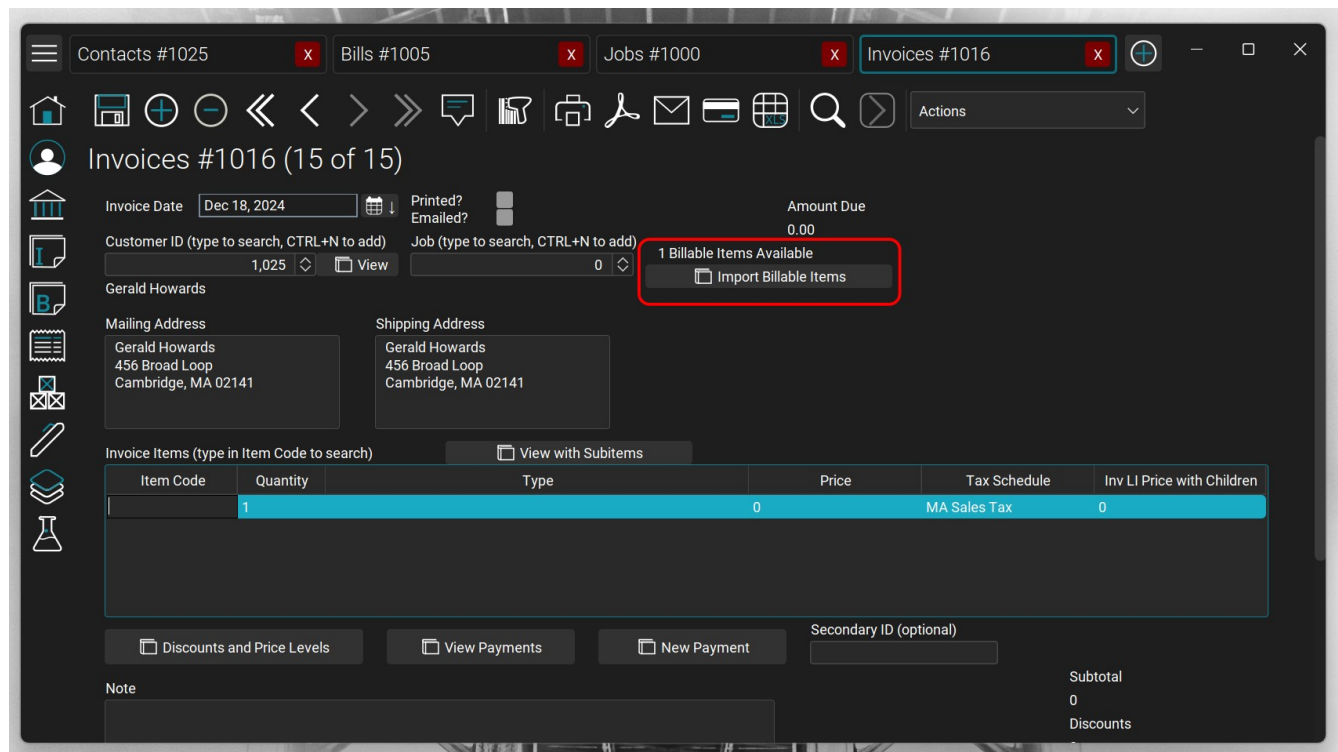 Contacts #1025 X Bills #1005 X Jobs #1000 X Invoices #1016 X
XLS Actions
Invoices #1016 (15 of 15)
Invoice Date Dec 18, 2024 Printed?
Emailed?
Amount Due
0.00
Customer ID (type to search, CTRL+N to add) Job (type to search, CTRL+N to add)
1 Billable Items Available
1,025 View 0 Import Billable Items
Gerald Howards
Mailing Address
Gerald Howards
456 Broad Loop
Cambridge, MA 02141
Shipping Address
Gerald Howards
456 Broad Loop
Cambridge, MA 02141
Invoice Items (type in Item Code to search) View with Subitems
Item Code Quantity Type Price Tax Schedule Inv LI Price with Children
1 0 MA Sales Tax 0
Discounts and Price Levels View Payments New Payment
Secondary ID (optional)
Note
Subtotal
0
Discounts
I
B